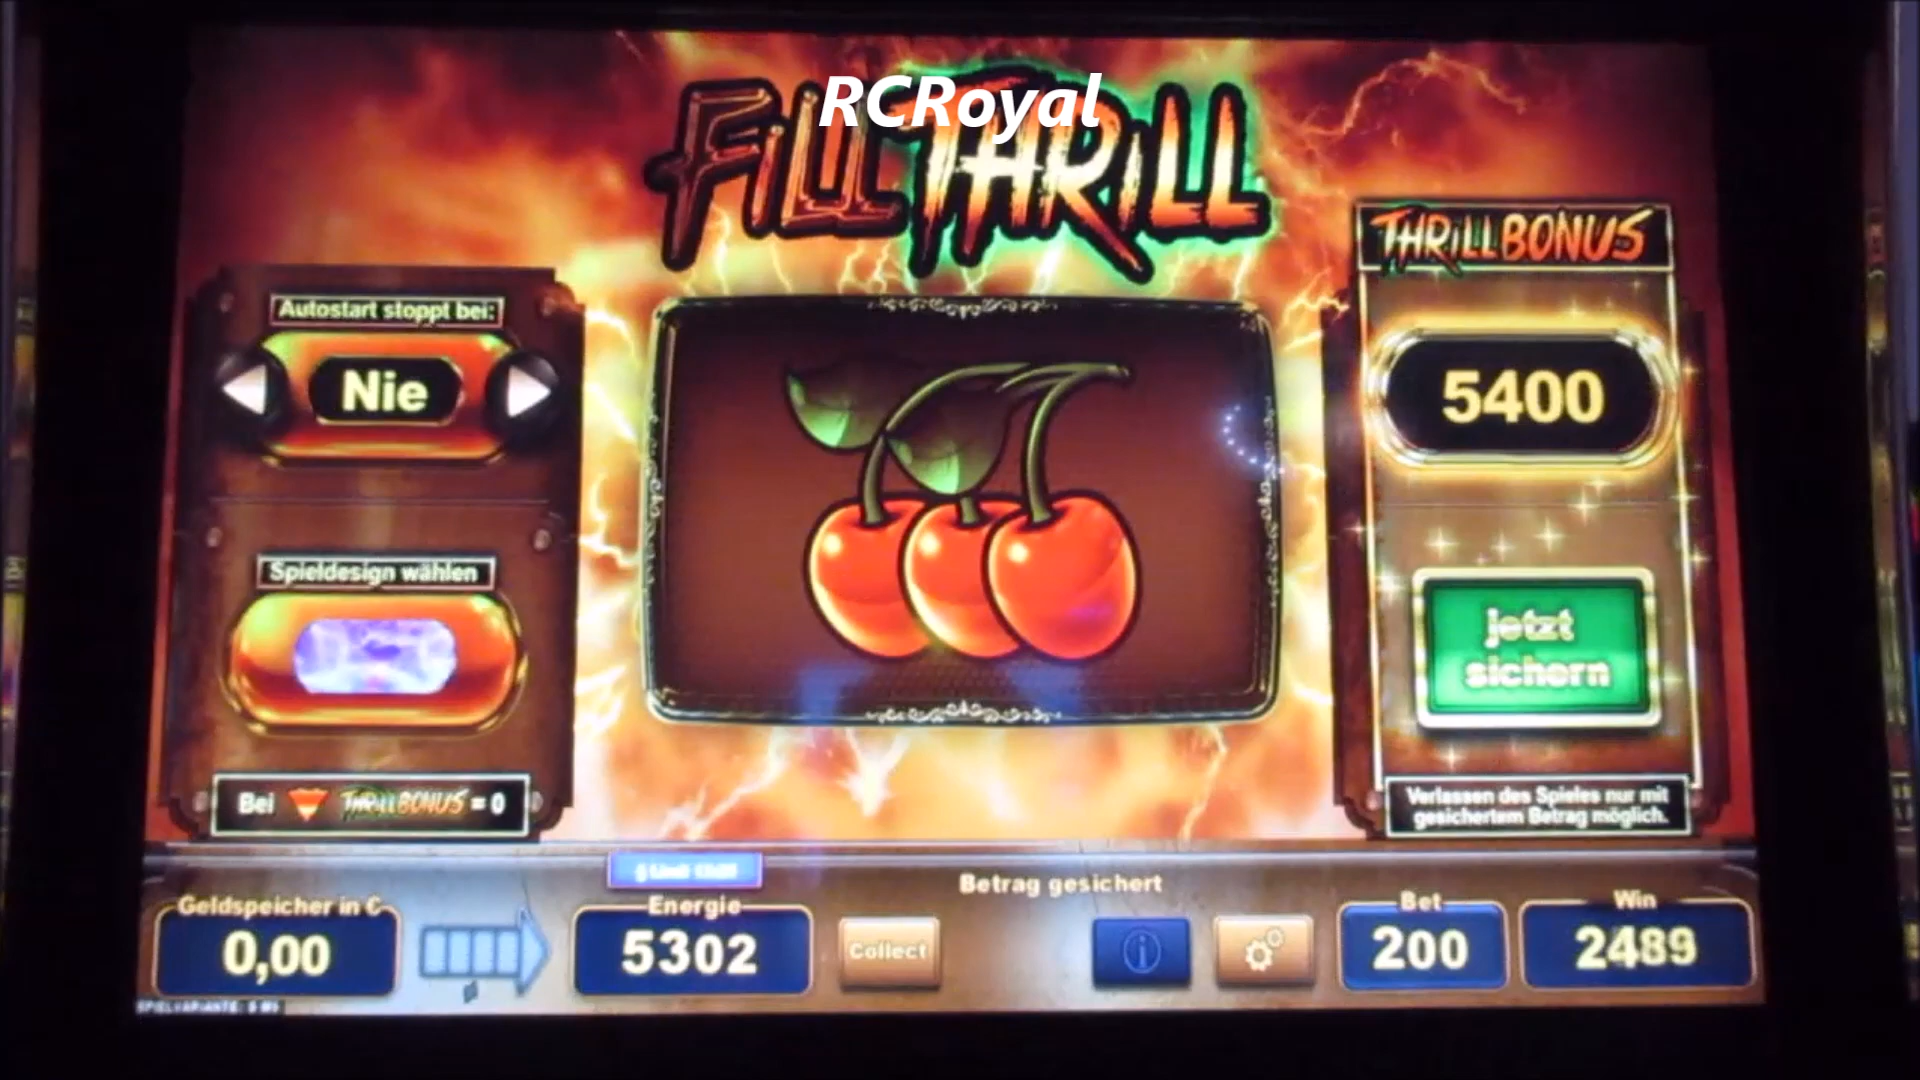 RCRoyal
FILL THRILL
THRILL BONUS
Autostart stoppt bei:
Nie
5400
Spieldesign wählen
jetzt
sichern
Bei THRILL BONUS = 0
Verlassen des Spieles nur mit
gesichertem Betrag möglich.
Betrag gesichert
Geldspeicher in €
Energie
Bet
Win
0,00
5302
Collect
200
2489